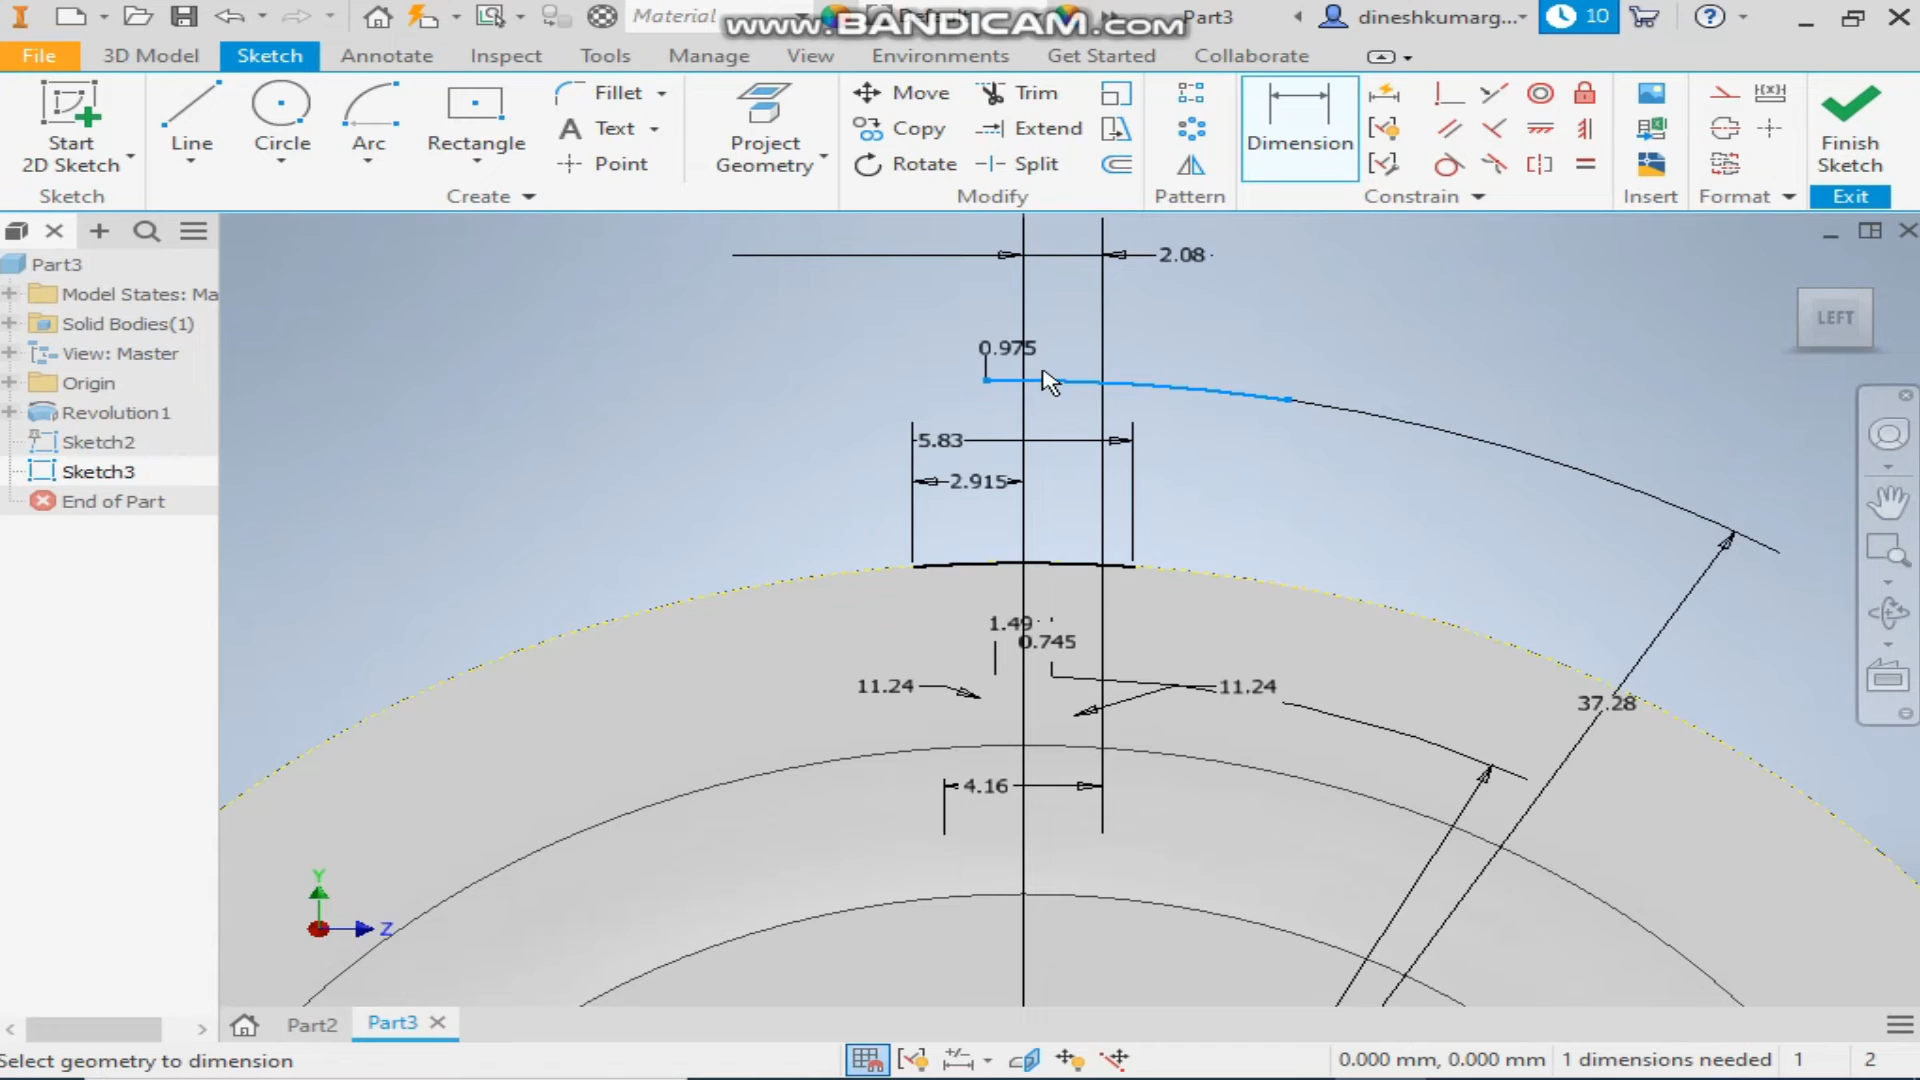 Material
Default
www.BANDICAM.com
Part3
dineshkumarg...
10
File
3D Model
Sketch
Annotate
Inspect
Tools
Manage
View
Environments
Get Started
Collaborate
Start
2D Sketch
Line
Circle
Arc
Rectangle
Fillet
Text
Point
Project
Geometry
Move
Copy
Rotate
Trim
Extend
Split
Dimension
Finish
Sketch
Sketch
Create
Modify
Pattern
Constrain
Insert
Format
Exit
Part3
Model States: Ma
Solid Bodies(1)
View: Master
Origin
Revolution1
Sketch2
Sketch3
End of Part
2.08
0.975
5.83
2.915
1.49
0.745
11.24
11.24
37.28
4.16
LEFT
Y
Z
Part2
Part3
Select geometry to dimension
0.000 mm, 0.000 mm
1 dimensions needed
1
2